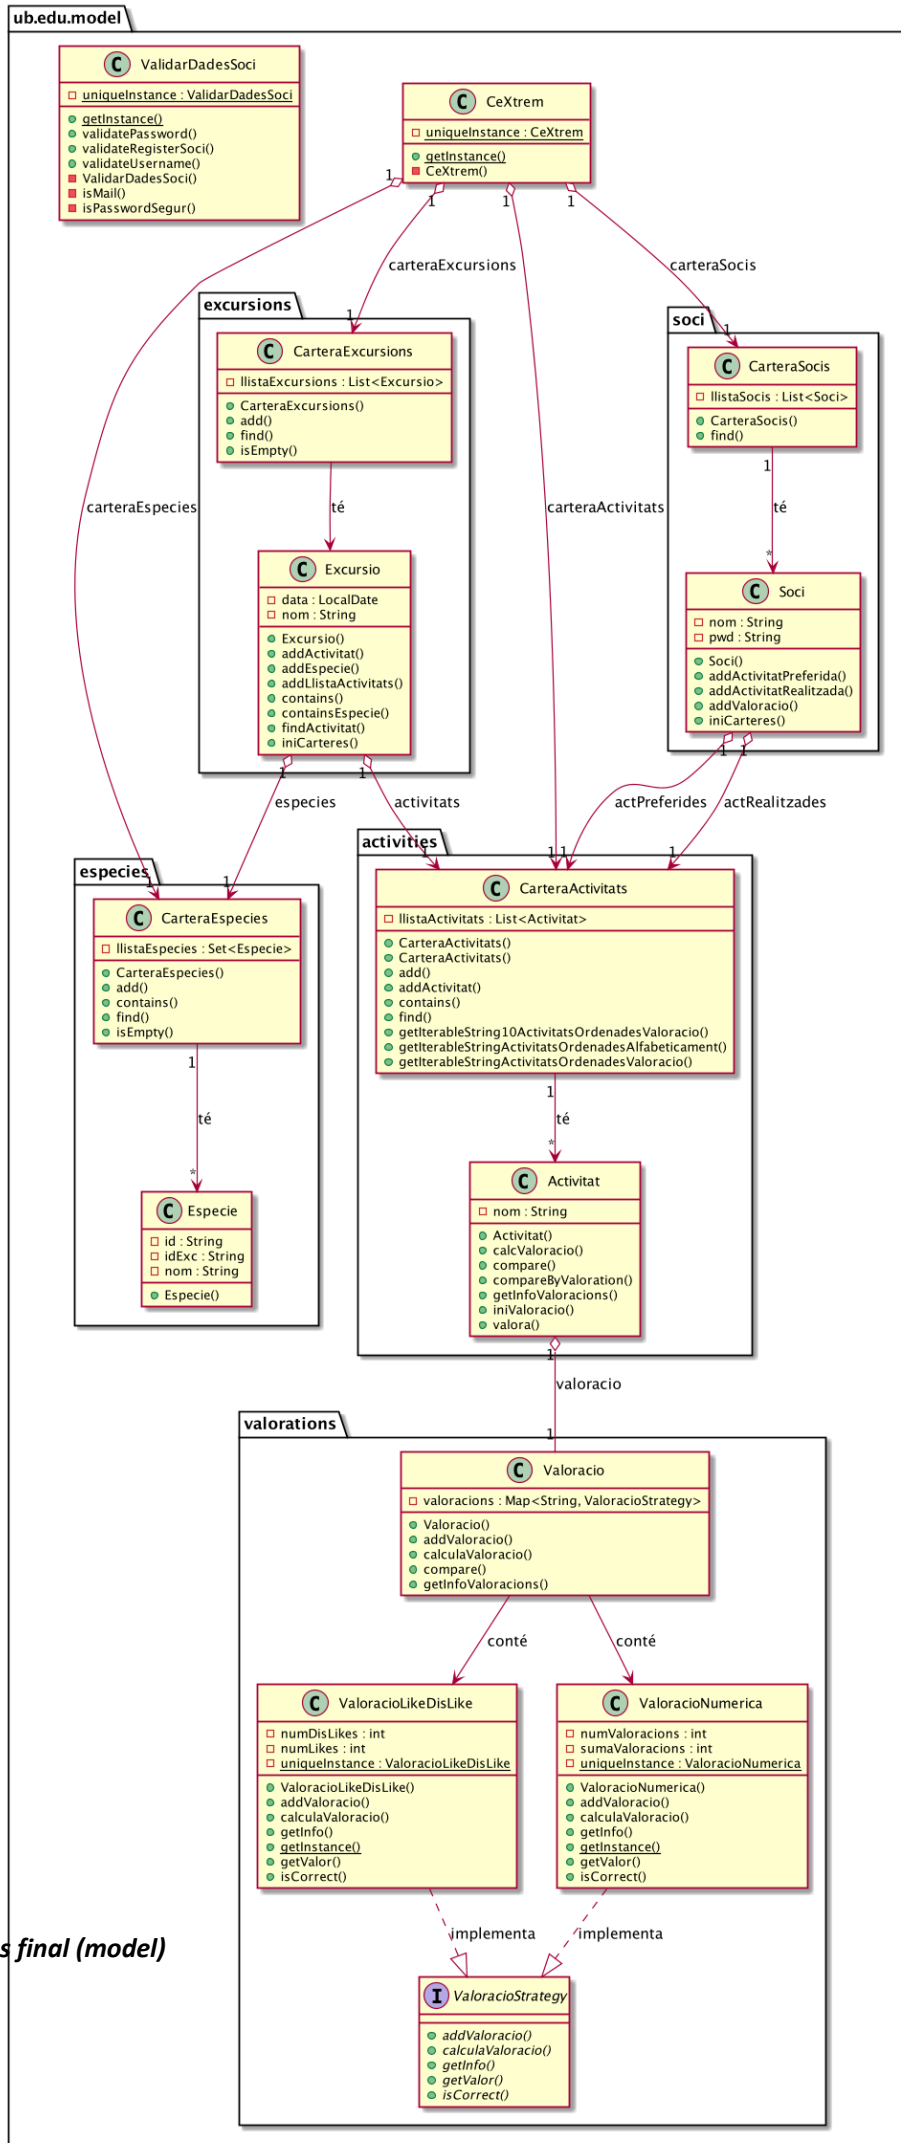 ub.edu.model
C ValidarDadesSoci
uniqueInstance : ValidarDadesSoci
getInstance()
validatePassword()
validateRegisterSoci()
validateUsername()
ValidarDadesSoci()
isMail()
isPasswordSegur()
C CeXtrem
uniqueInstance : CeXtrem
getInstance()
CeXtrem()
1
1
1
1
carteraExcursions
carteraSocis
excursions
1
C CarteraExcursions
llistaExcursions : List<Excursio>
CarteraExcursions()
add()
find()
isEmpty()
soci
1
C CarteraSocis
llistaSocis : List<Soci>
CarteraSocis()
find()
1
carteraEspecies
té
carteraActivitats
té
*
C Excursio
data : LocalDate
nom : String
Excursio()
addActivitat()
addEspecie()
addLlistaActivitats()
contains()
containsEspecie()
findActivitat()
iniCarteres()
C Soci
nom : String
pwd : String
Soci()
addActivitatPreferida()
addActivitatRealitzada()
addValoracio()
iniCarteres()
1
1
1
1
especies
activitats
actPreferides
actRealitzades
especies
1
1
C CarteraEspecies
llistaEspecies : Set<Especie>
CarteraEspecies()
add()
contains()
find()
isEmpty()
1
té
*
C Especie
id : String
idExc : String
nom : String
Especie()
activities
1
1
1
1
C CarteraActivitats
llistaActivitats : List<Activitat>
CarteraActivitats()
CarteraActivitats()
add()
addActivitat()
contains()
find()
getIterableString10ActivitatsOrdenadesValoracio()
getIterableStringActivitatsOrdenadesAlfabeticament()
getIterableStringActivitatsOrdenadesValoracio()
1
té
*
C Activitat
nom : String
Activitat()
calcValoracio()
compare()
compareByValoration()
getInfoValoracions()
iniValoracio()
valora()
1
valoracio
valorations
1
C Valoracio
valoracions : Map<String, ValoracioStrategy>
Valoracio()
addValoracio()
calculaValoracio()
compare()
getInfoValoracions()
conté
conté
C ValoracioLikeDisLike
numDisLikes : int
numLikes : int
uniqueInstance : ValoracioLikeDisLike
ValoracioLikeDisLike()
addValoracio()
calculaValoracio()
getInfo()
getInstance()
getValor()
isCorrect()
C ValoracioNumerica
numValoracions : int
sumaValoracions : int
uniqueInstance : ValoracioNumerica
ValoracioNumerica()
addValoracio()
calculaValoracio()
getInfo()
getInstance()
getValor()
isCorrect()
implementa
implementa
s final (model)
I ValoracioStrategy
addValoracio()
calculaValoracio()
getInfo()
getValor()
isCorrect()